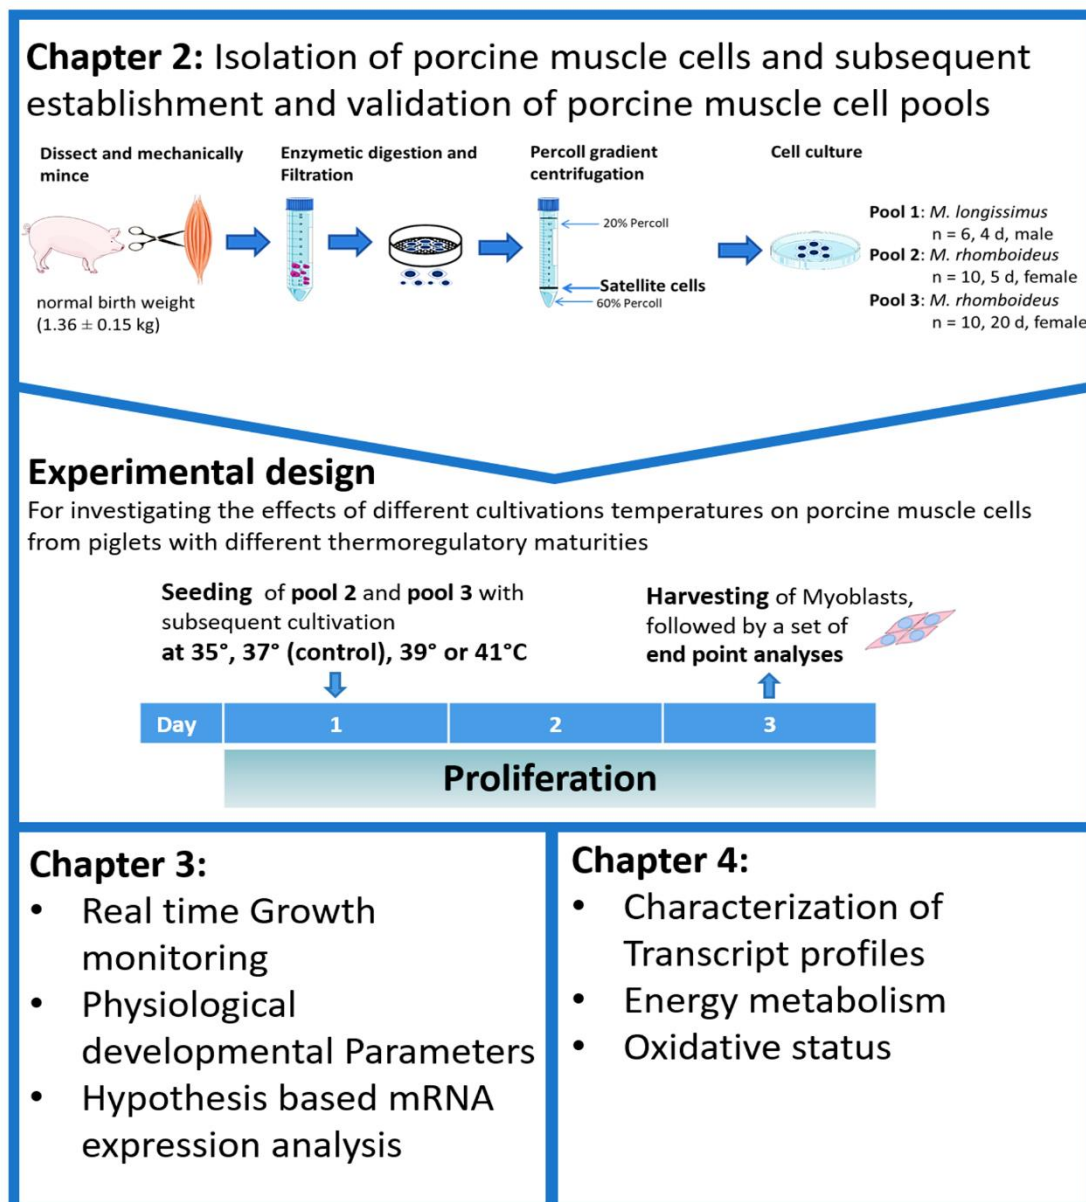 Chapter 2: Isolation of porcine muscle cells and subsequent
establishment and validation of porcine muscle cell pools
Dissect and mechanically
mince
Enzymetic digestion and
Filtration
Percoll gradient
centrifugation
Cell culture
20% Percoll
Satellite cells
60% Percoll
normal birth weight
(1.36 ± 0.15 kg)
Pool 1: M. longissimus
n = 6, 4 d, male
Pool 2: M. rhomboideus
n = 10, 5 d, female
Pool 3: M. rhomboideus
n = 10, 20 d, female
Experimental design
For investigating the effects of different cultivations temperatures on porcine muscle cells
from piglets with different thermoregulatory maturities
Seeding of pool 2 and pool 3 with
subsequent cultivation
at 35°, 37° (control), 39° or 41°C
Harvesting of Myoblasts,
followed by a set of
end point analyses
Day 1 2 3
Proliferation
Chapter 3:
• Real time Growth
monitoring
• Physiological
developmental Parameters
• Hypothesis based mRNA
expression analysis
Chapter 4:
• Characterization of
Transcript profiles
• Energy metabolism
• Oxidative status